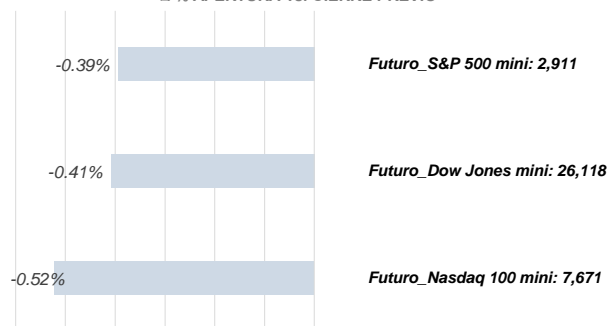 -0.39%
Futuro_S&P 500 mini: 2,911
-0.41%
Futuro_Dow Jones mini: 26,118
-0.52%
Futuro_Nasdaq 100 mini: 7,671